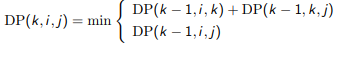 DP(k,i,j) = min { DP(k − 1,i,k) + DP(k − 1,k,j)
DP(k − 1,i,j)